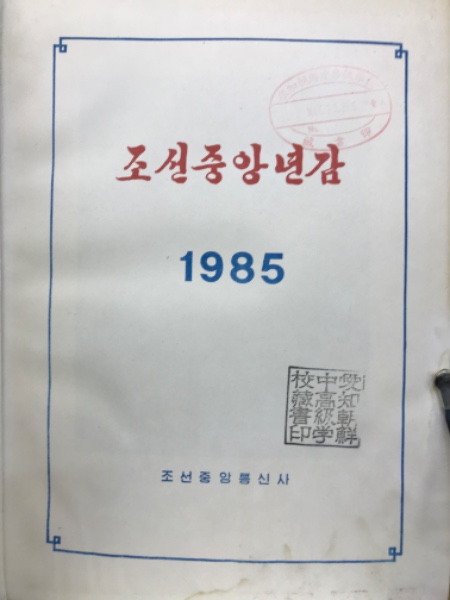 조선중앙년감
1985
愛知朝鮮
中高級学
校蔵書印
조선중앙통신사